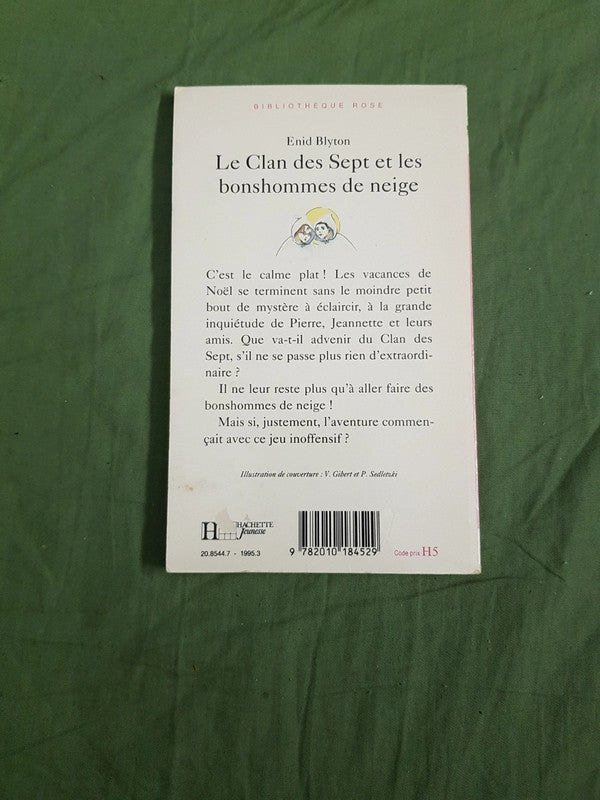 BIBLIOTHÈQUE ROSE
Enid Blyton
Le Clan des Sept et les
bonshommes de neige
C'est le calme plat ! Les vacances de
Noël se terminent sans le moindre petit
bout de mystère à éclaircir, à la grande
inquiétude de Pierre, Jeannette et leurs
amis. Que va-t-il advenir du Clan des
Sept, s'il ne se passe plus rien d'extraordi-
naire ?
Il ne leur reste plus qu'à aller faire des
bonshommes de neige !
Mais si, justement, l'aventure commen-
çait avec ce jeu inoffensif ?
Illustration de couverture : V. Gibert et P. Sedletzki
H HACHETTE
Jeunesse
20.8544.7 - 1995.3
9 782010 184529
Code prix H5